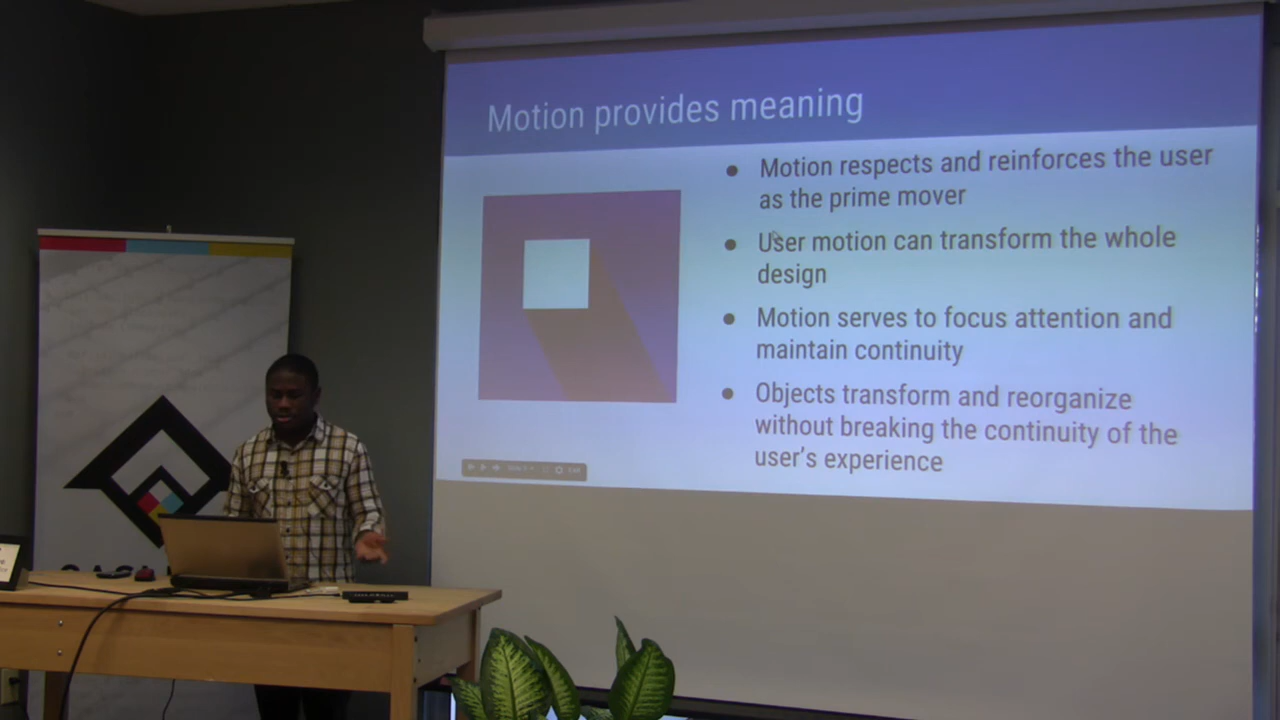 Motion provides meaning
● Motion respects and reinforces the user
as the prime mover
● User motion can transform the whole
design
● Motion serves to focus attention and
maintain continuity
● Objects transform and reorganize
without breaking the continuity of the
user's experience